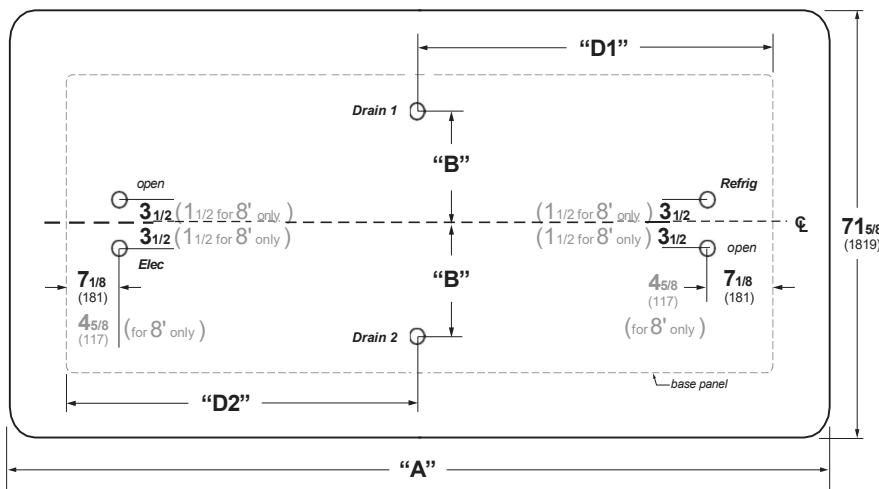 “D1”
Drain 1
“B”
open
Refrig
3 1/2 (1 1/2 for 8' only)
(1 1/2 for 8' only) 3 1/2
℄
3 1/2 (1 1/2 for 8' only)
(1 1/2 for 8' only) 3 1/2
71 5/8
(1819)
Elec
open
7 1/8
(181)
“B”
4 5/8
(117)
7 1/8
(181)
4 5/8
(117)
(for 8' only)
(for 8' only)
Drain 2
base panel
“D2”
“A”